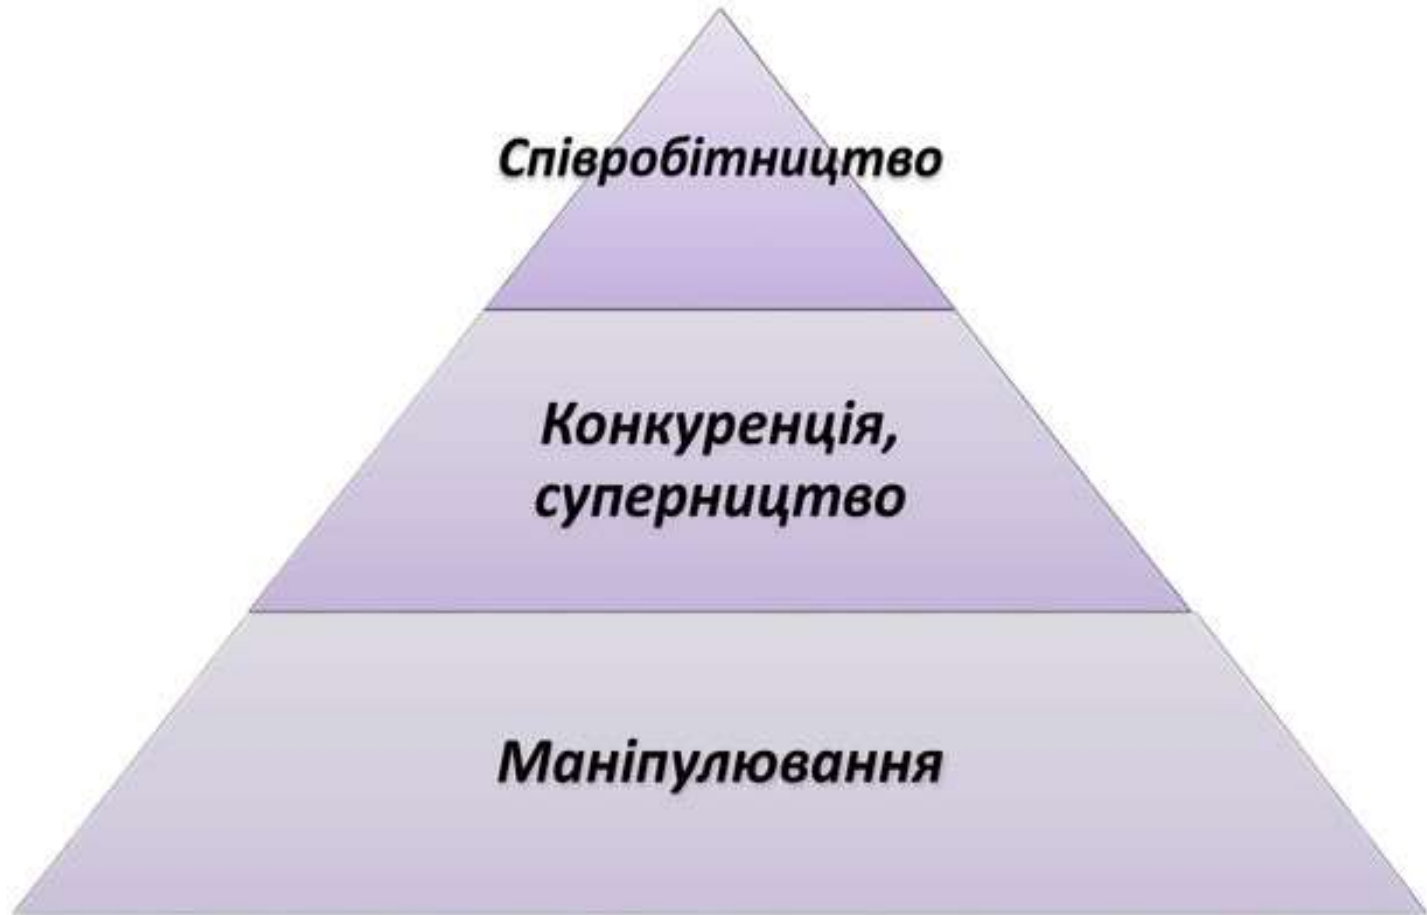 Співробітництво
Конкуренція,
суперництво
Маніпулювання